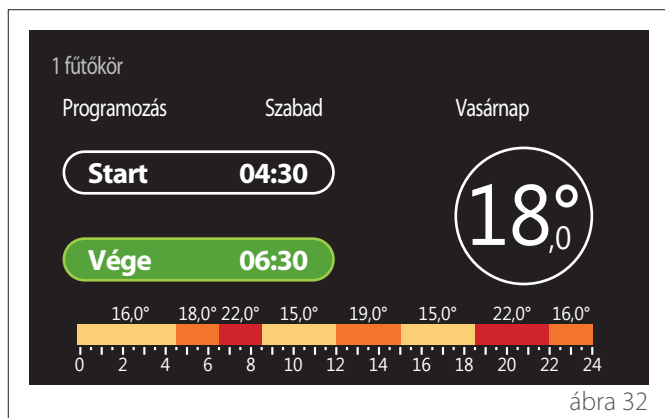 1 fűtőkör
Programozás Szabad Vasárnap
Start 04:30
18,0°
Vége 06:30
16,0° 18,0° 22,0° 15,0° 19,0° 15,0° 22,0° 16,0°
0 2 4 6 8 10 12 14 16 18 20 22 24
ábra 32